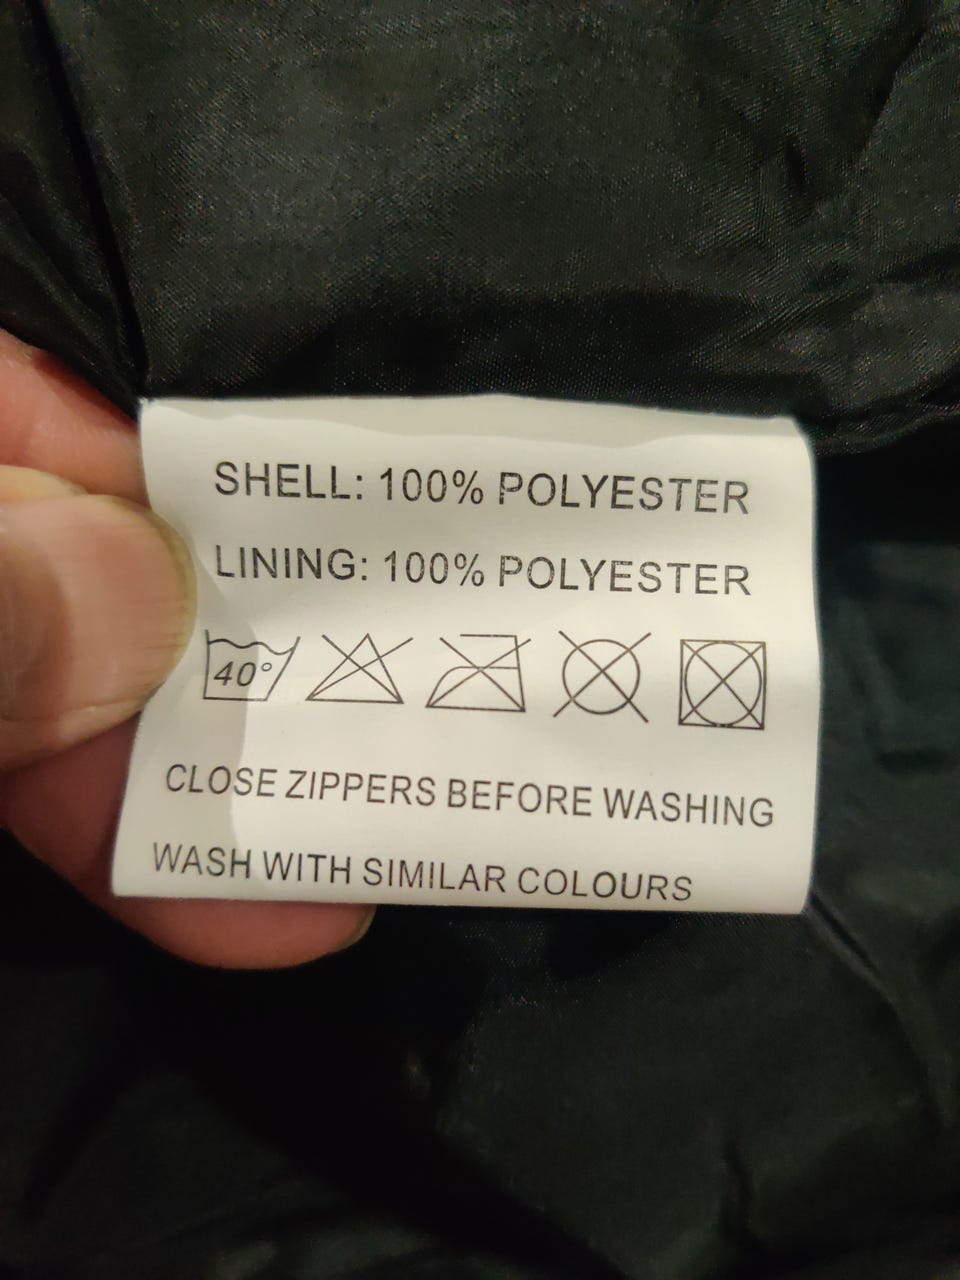 SHELL: 100% POLYESTER
LINING: 100% POLYESTER
40°
CLOSE ZIPPERS BEFORE WASHING
WASH WITH SIMILAR COLOURS